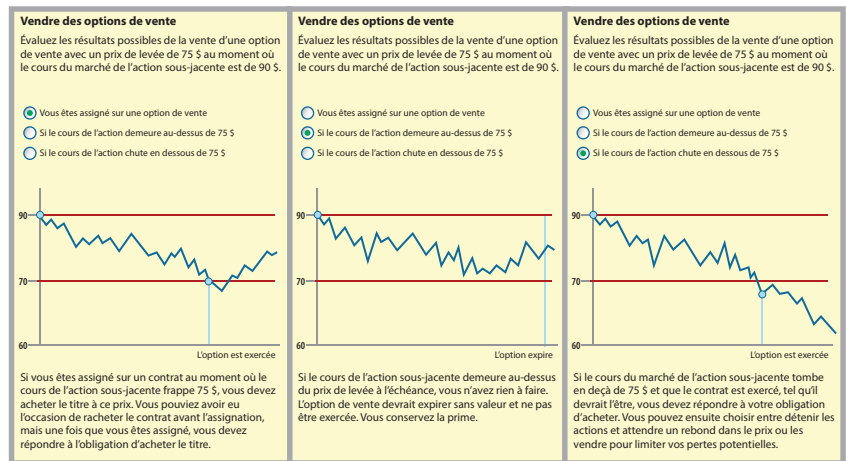 Vendre des options de vente
Évaluez les résultats possibles de la vente d'une option
de vente avec un prix de levée de 75 $ au moment où
le cours du marché de l'action sous-jacente est de 90 $.
Vous êtes assigné sur une option de vente
Si le cours de l'action demeure au-dessus de 75 $
Si le cours de l'action chute en dessous de 75 $
90
70
60
L'option est exercée
Si vous êtes assigné sur un contrat au moment où le
cours de l'action sous-jacente frappe 75 $, vous devez
acheter le titre à ce prix. Vous pouviez avoir eu
l'occasion de racheter le contrat avant l'assignation,
mais une fois que vous êtes assigné, vous devez
répondre à l'obligation d'acheter le titre.
Vendre des options de vente
Évaluez les résultats possibles de la vente d'une option
de vente avec un prix de levée de 75 $ au moment où
le cours du marché de l'action sous-jacente est de 90 $.
Vous êtes assigné sur une option de vente
Si le cours de l'action demeure au-dessus de 75 $
Si le cours de l'action chute en dessous de 75 $
90
70
60
L'option expire
Si le cours de l'action sous-jacente demeure au-dessus
du prix de levée à l'échéance, vous n'avez rien à faire.
L'option de vente devrait expirer sans valeur et ne pas
être exercée. Vous conservez la prime.
Vendre des options de vente
Évaluez les résultats possibles de la vente d'une option
de vente avec un prix de levée de 75 $ au moment où
le cours du marché de l'action sous-jacente est de 90 $.
Vous êtes assigné sur une option de vente
Si le cours de l'action demeure au-dessus de 75 $
Si le cours de l'action chute en dessous de 75 $
90
70
60
L'option est exercée
Si le cours du marché de l'action sous-jacente tombe
en deçà de 75 $ et que le contrat est exercé, tel qu'il
devrait l'être, vous devez répondre à votre obligation
d'acheter. Vous pouvez ensuite choisir entre détenir les
actions et attendre un rebond dans le prix ou les
vendre pour limiter vos pertes potentielles.